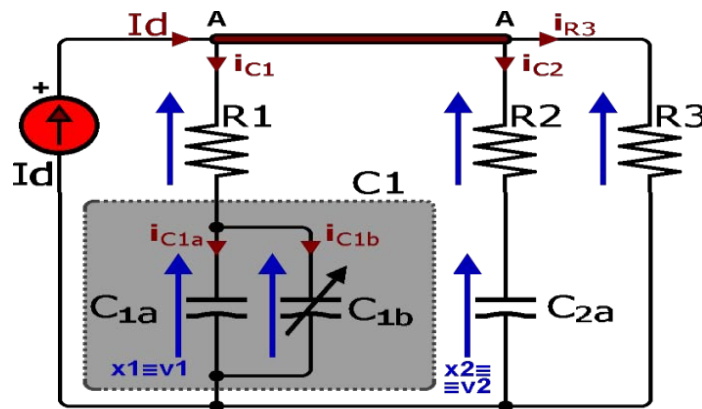 Id
A
A
iR3
iC1
iC2
+
R1
R2
R3
Id
C1
iC1a
iC1b
C1a
C1b
C2a
x1≡v1
x2≡
≡v2